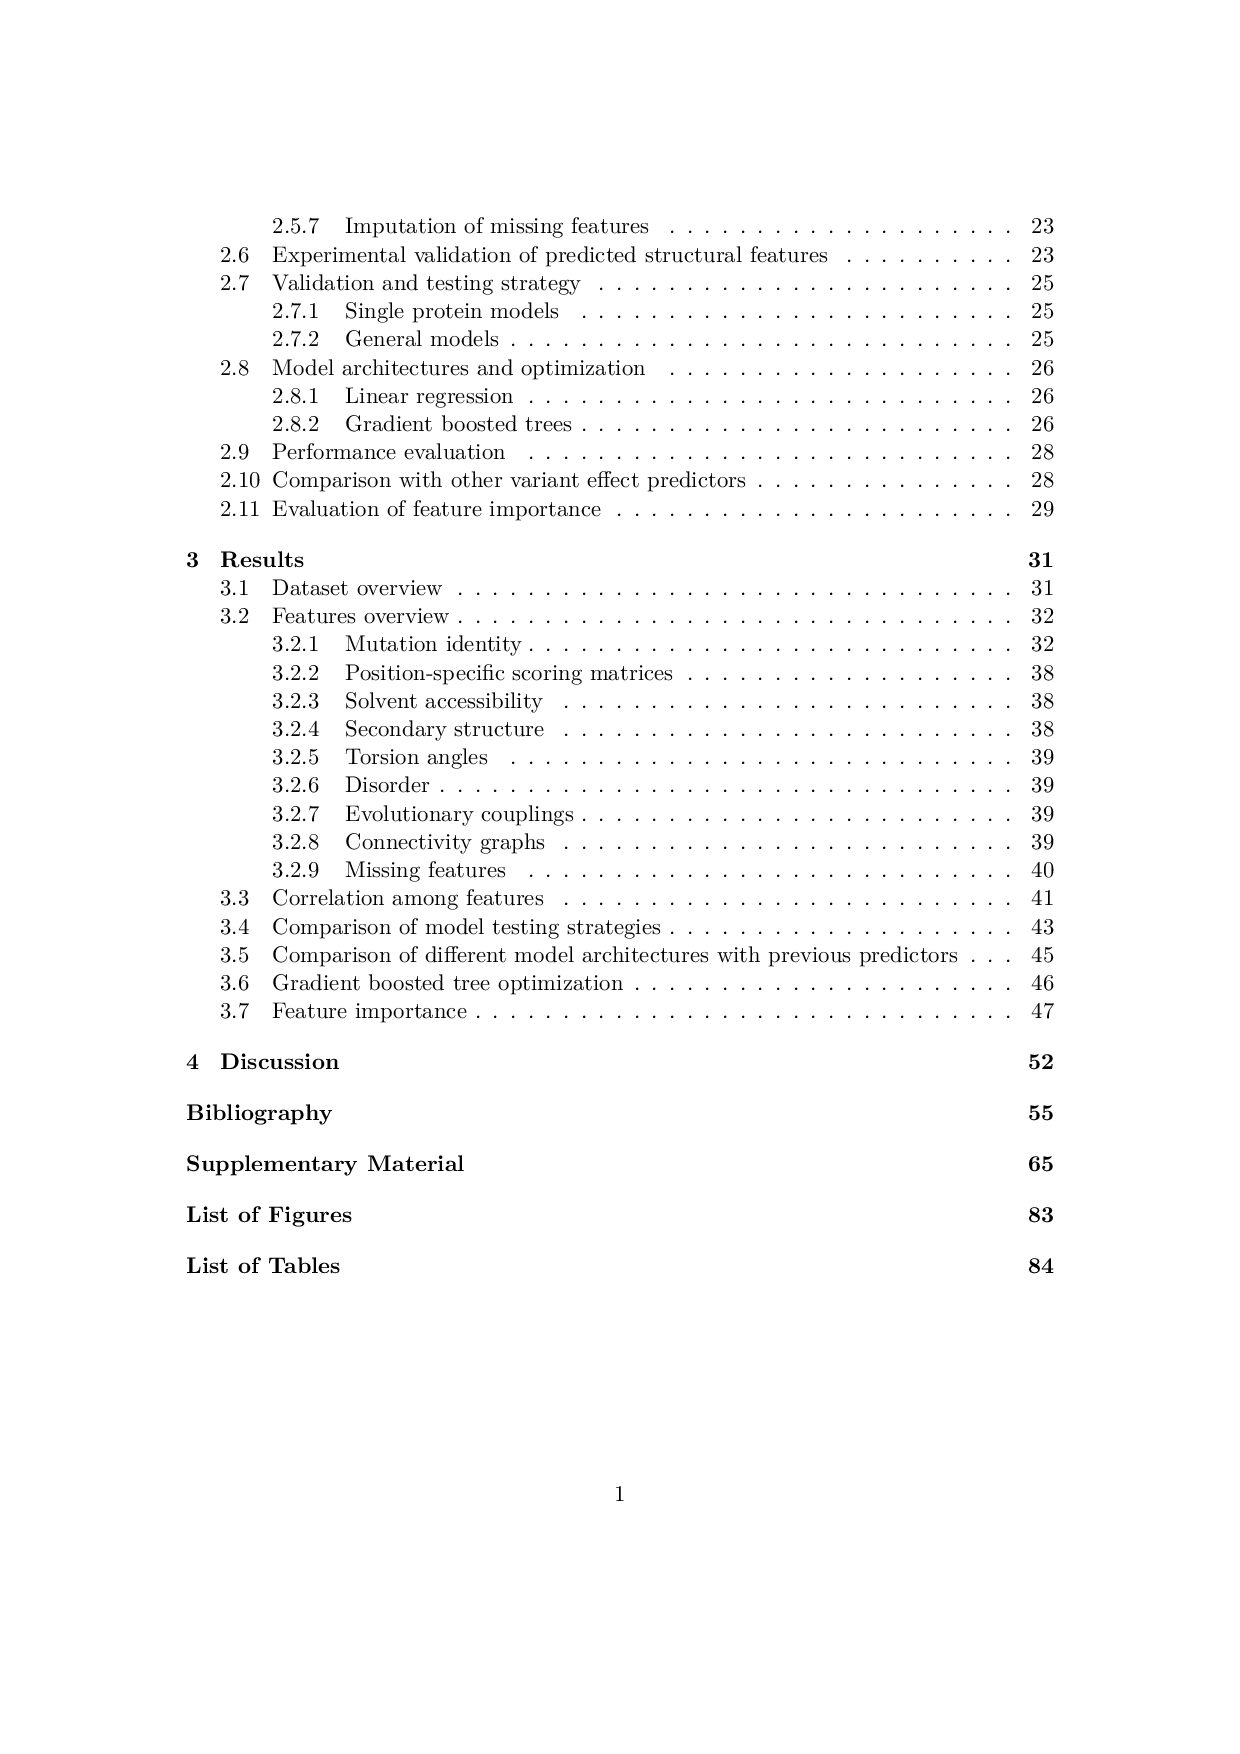 2.5.7 Imputation of missing features . . . . . . . . . . . . . . . . . . . . 23
2.6 Experimental validation of predicted structural features . . . . . . . . . . 23
2.7 Validation and testing strategy . . . . . . . . . . . . . . . . . . . . . . . . 25
2.7.1 Single protein models . . . . . . . . . . . . . . . . . . . . . . . . . 25
2.7.2 General models . . . . . . . . . . . . . . . . . . . . . . . . . . . . . 25
2.8 Model architectures and optimization . . . . . . . . . . . . . . . . . . . . 26
2.8.1 Linear regression . . . . . . . . . . . . . . . . . . . . . . . . . . . . 26
2.8.2 Gradient boosted trees . . . . . . . . . . . . . . . . . . . . . . . . . 26
2.9 Performance evaluation . . . . . . . . . . . . . . . . . . . . . . . . . . . . 28
2.10 Comparison with other variant effect predictors . . . . . . . . . . . . . . . 28
2.11 Evaluation of feature importance . . . . . . . . . . . . . . . . . . . . . . . 29
3 Results 31
3.1 Dataset overview . . . . . . . . . . . . . . . . . . . . . . . . . . . . . . . . 31
3.2 Features overview . . . . . . . . . . . . . . . . . . . . . . . . . . . . . . . . 32
3.2.1 Mutation identity . . . . . . . . . . . . . . . . . . . . . . . . . . . . 32
3.2.2 Position-specific scoring matrices . . . . . . . . . . . . . . . . . . . 38
3.2.3 Solvent accessibility . . . . . . . . . . . . . . . . . . . . . . . . . . 38
3.2.4 Secondary structure . . . . . . . . . . . . . . . . . . . . . . . . . . 38
3.2.5 Torsion angles . . . . . . . . . . . . . . . . . . . . . . . . . . . . . 39
3.2.6 Disorder . . . . . . . . . . . . . . . . . . . . . . . . . . . . . . . . . 39
3.2.7 Evolutionary couplings . . . . . . . . . . . . . . . . . . . . . . . . . 39
3.2.8 Connectivity graphs . . . . . . . . . . . . . . . . . . . . . . . . . . 39
3.2.9 Missing features . . . . . . . . . . . . . . . . . . . . . . . . . . . . 40
3.3 Correlation among features . . . . . . . . . . . . . . . . . . . . . . . . . . 41
3.4 Comparison of model testing strategies . . . . . . . . . . . . . . . . . . . . 43
3.5 Comparison of different model architectures with previous predictors . . . 45
3.6 Gradient boosted tree optimization . . . . . . . . . . . . . . . . . . . . . . 46
3.7 Feature importance . . . . . . . . . . . . . . . . . . . . . . . . . . . . . . . 47
4 Discussion 52
Bibliography 55
Supplementary Material 65
List of Figures 83
List of Tables 84
1